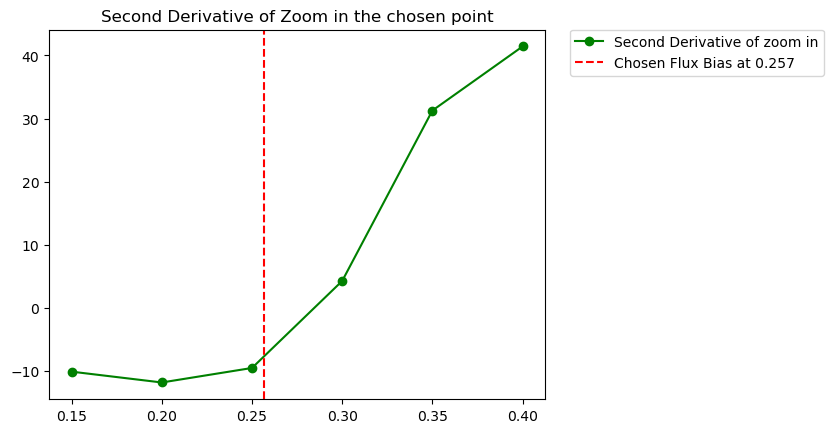 Second Derivative of Zoom in the chosen point
Second Derivative of zoom in
Chosen Flux Bias at 0.257
40
30
20
10
0
−10
0.15 0.20 0.25 0.30 0.35 0.40